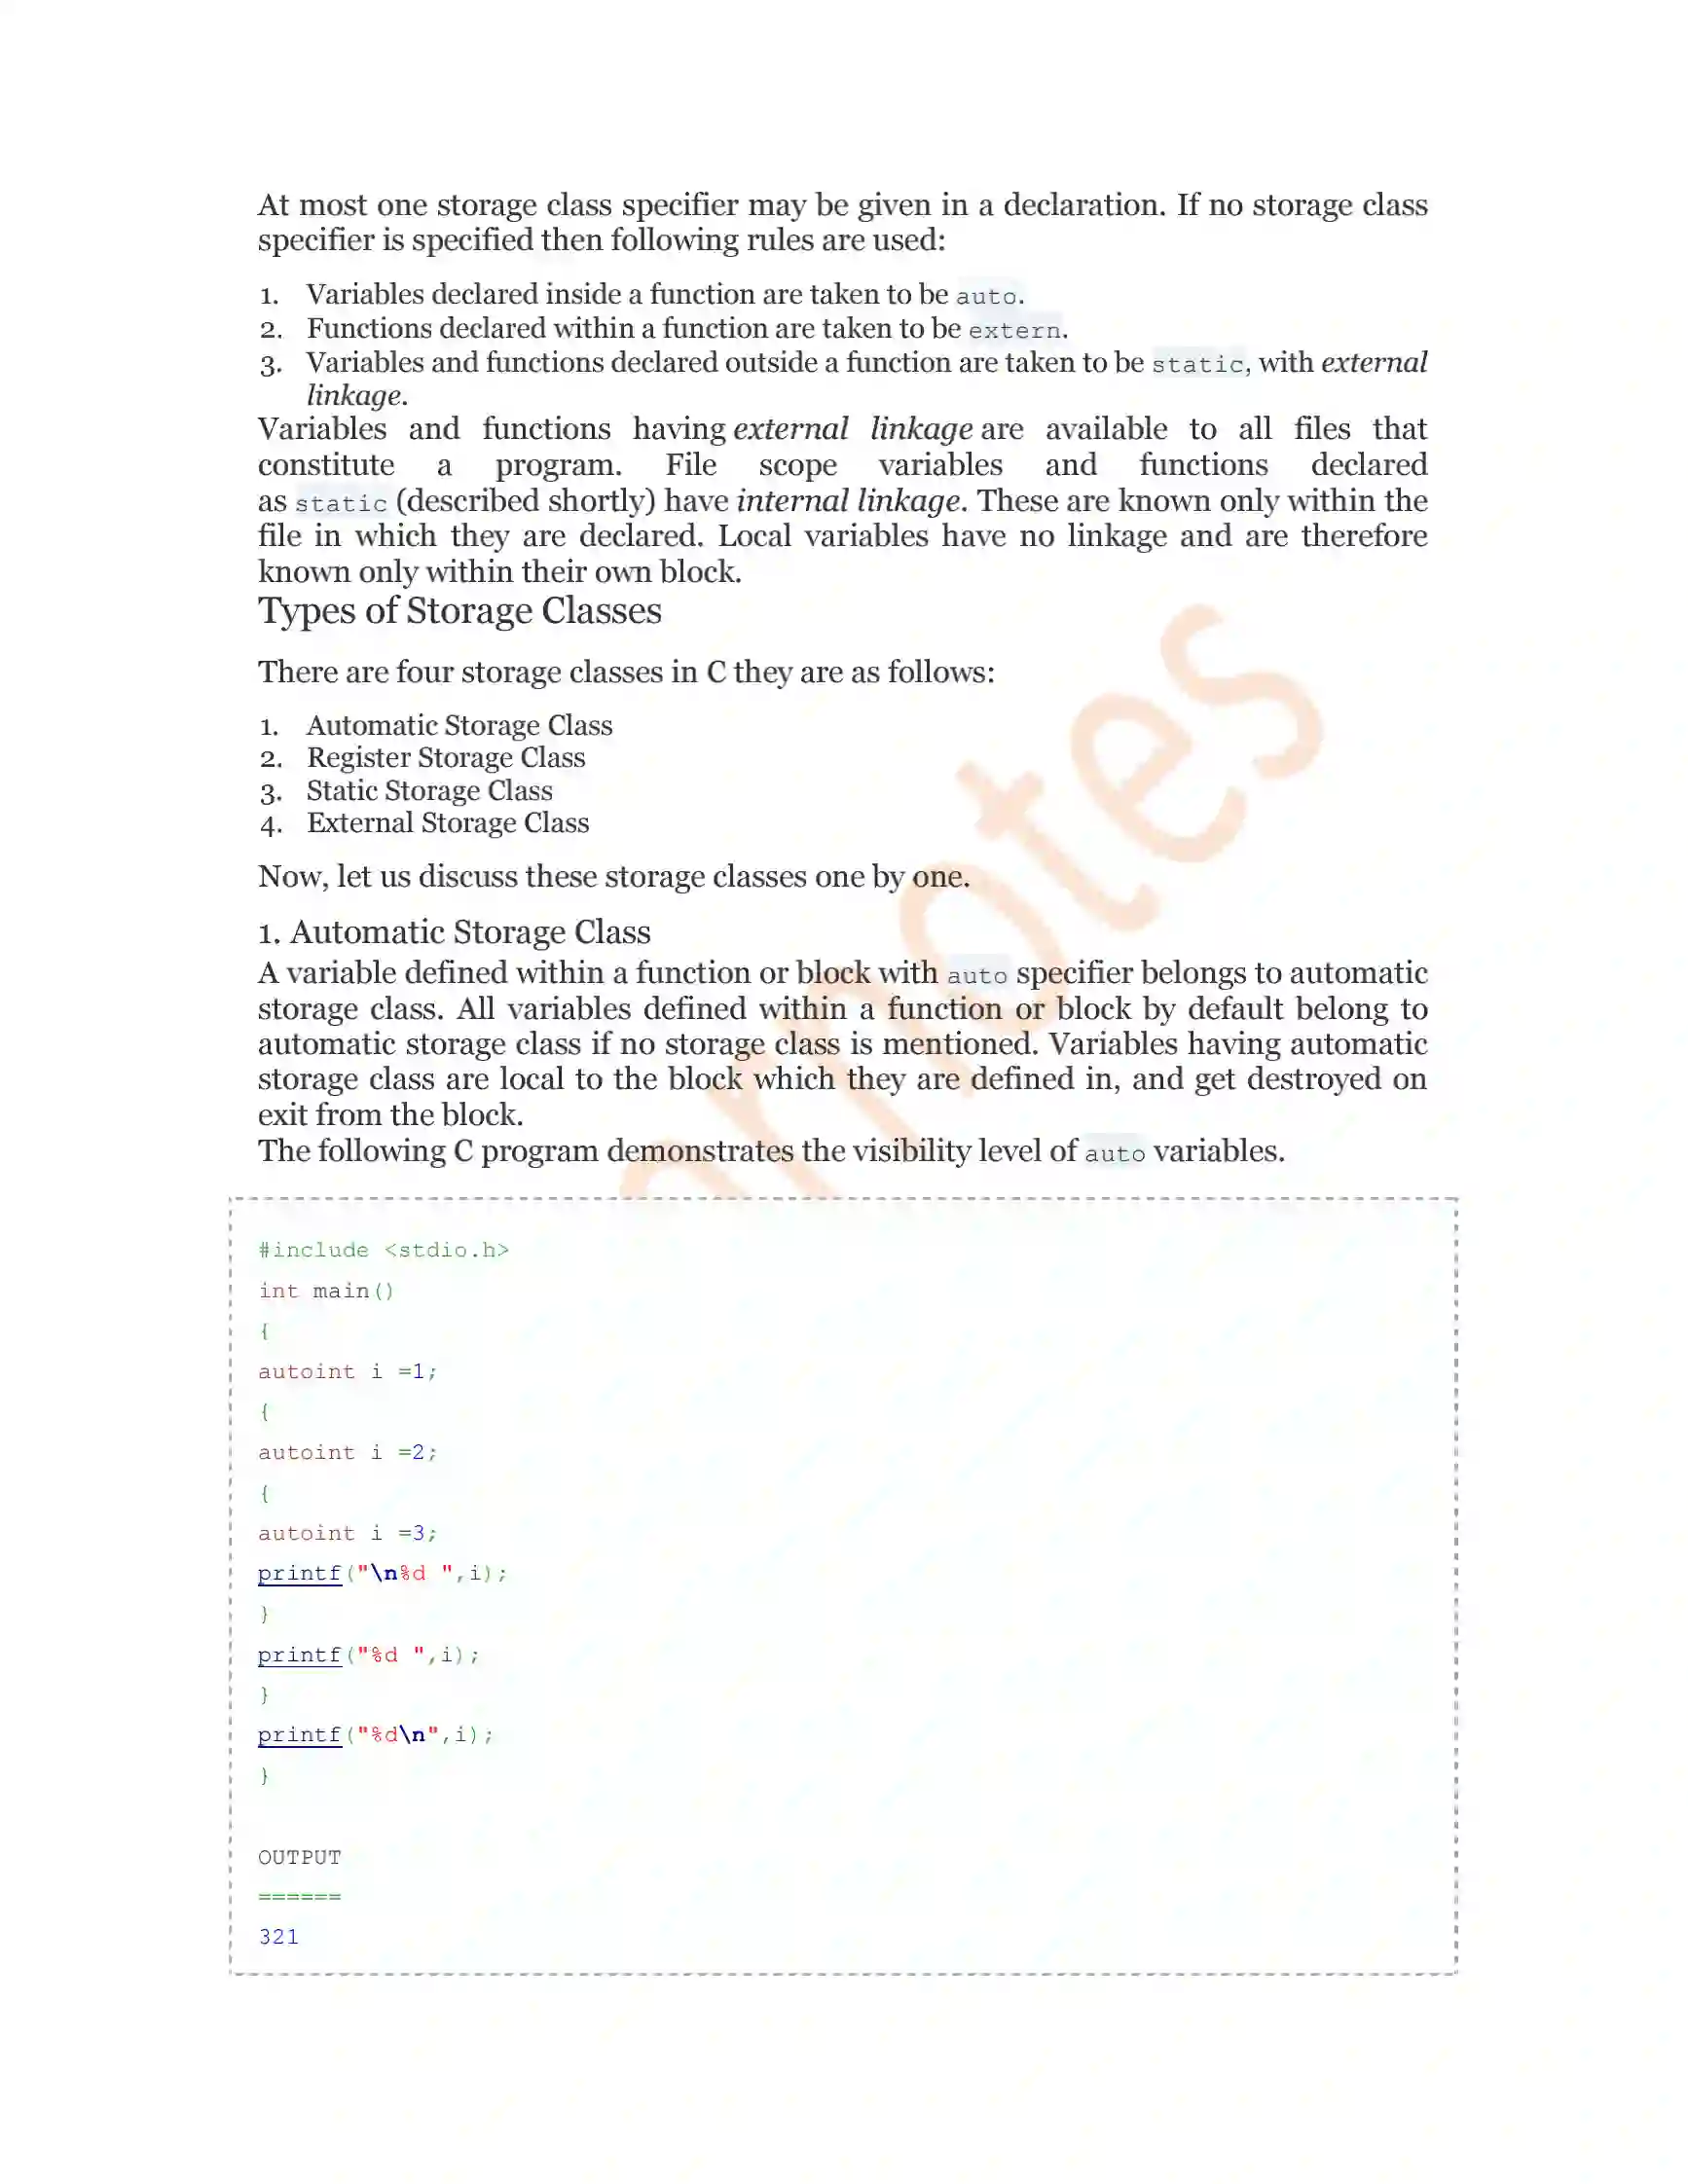 At most one storage class specifier may be given in a declaration. If no storage class
specifier is specified then following rules are used:
1. Variables declared inside a function are taken to be auto.
2. Functions declared within a function are taken to be extern.
3. Variables and functions declared outside a function are taken to be static, with external
linkage.
Variables and functions having external linkage are available to all files that
constitute a program. File scope variables and functions declared
as static (described shortly) have internal linkage. These are known only within the
file in which they are declared. Local variables have no linkage and are therefore
known only within their own block.
Types of Storage Classes
There are four storage classes in C they are as follows:
1. Automatic Storage Class
2. Register Storage Class
3. Static Storage Class
4. External Storage Class
Now, let us discuss these storage classes one by one.
1. Automatic Storage Class
A variable defined within a function or block with auto specifier belongs to automatic
storage class. All variables defined within a function or block by default belong to
automatic storage class if no storage class is mentioned. Variables having automatic
storage class are local to the block which they are defined in, and get destroyed on
exit from the block.
The following C program demonstrates the visibility level of auto variables.
#include <stdio.h>
int main()
{
autoint i =1;
{
autoint i =2;
{
autoint i =3;
printf("\n%d ",i);
}
printf("%d ",i);
}
printf("%d\n",i);
}
OUTPUT
======
321